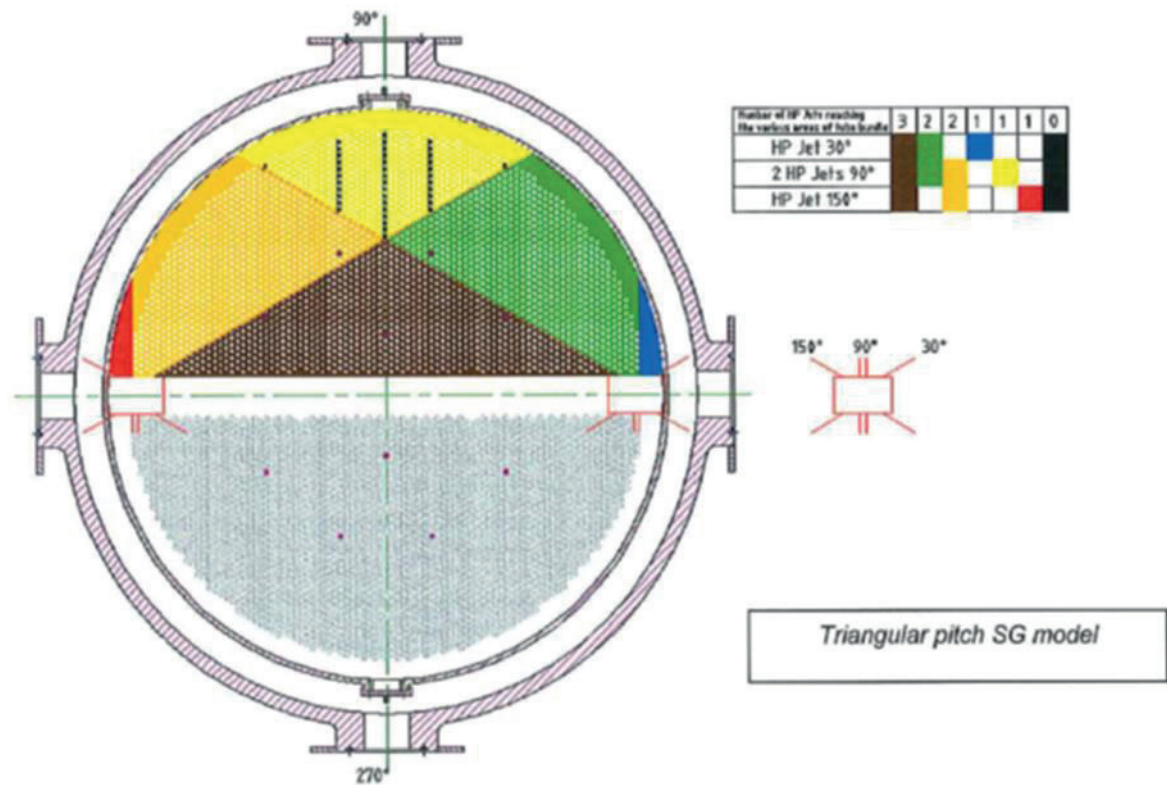 90°
Number of HP Jets reaching
the various areas of tube bundle
3 2 2 1 1 1 0
HP Jet 30°
2 HP Jets 90°
HP Jet 150°
150° 90° 30°
Triangular pitch SG model
270°